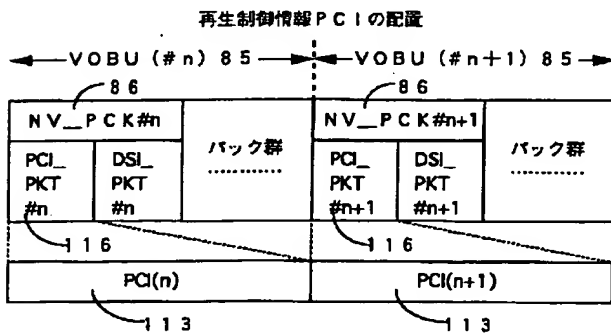 再生制御情報PCIの配置
VOBU(#n)85 VOBU(#n+1)85
86 86
NV_PCK#n パック群 NV_PCK#n+1 パック群
PCI_ DSI_ ………… PCI_ DSI_ …………
PKT PKT PKT PKT
#n #n #n+1 #n+1
116 116
PCI(n) PCI(n+1)
113 113